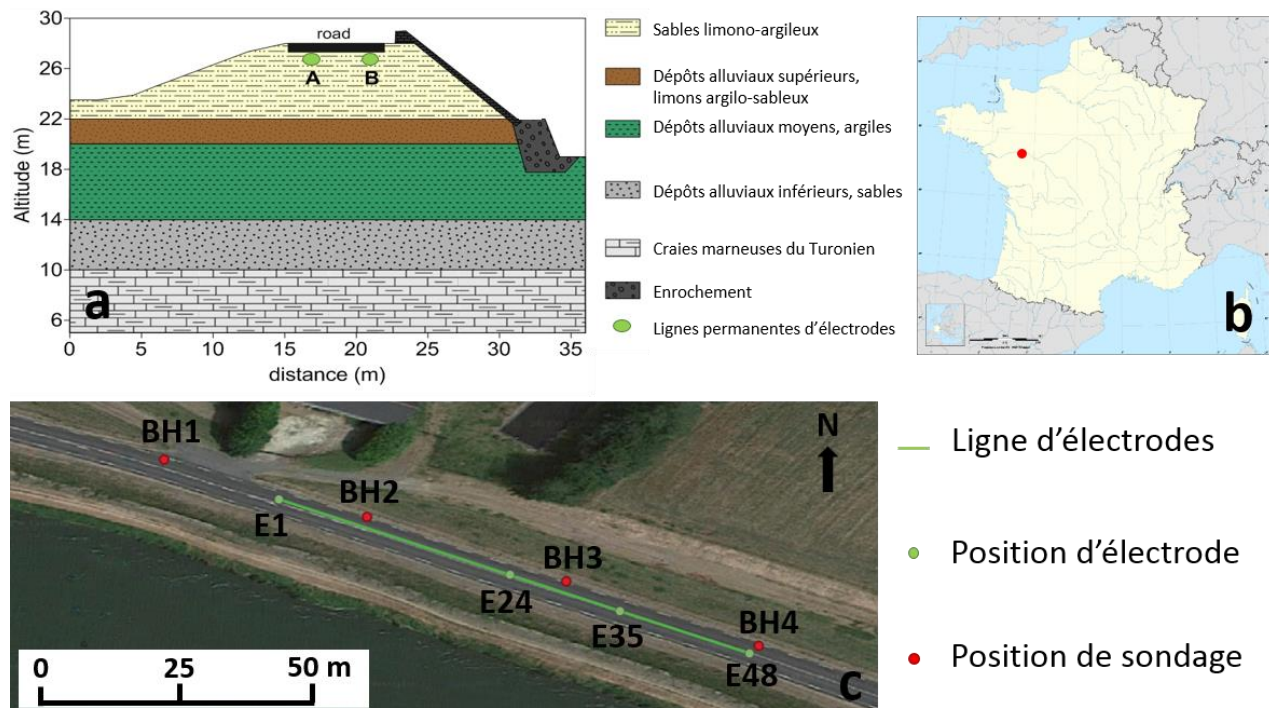 30
26
22
18
14
10
6
Altitude (m)
road
A
B
a
0
5
10
15
20
25
30
35
distance (m)
Sables limono-argileux
Dépôts alluviaux supérieurs,
limons argilo-sableux
Dépôts alluviaux moyens, argiles
Dépôts alluviaux inférieurs, sables
Craies marneuses du Turonien
Enrochement
Lignes permanentes d’électrodes
b
BH1
E1
BH2
E24
BH3
E35
BH4
E48
N
c
0
25
50 m
Ligne d’électrodes
Position d’électrode
Position de sondage